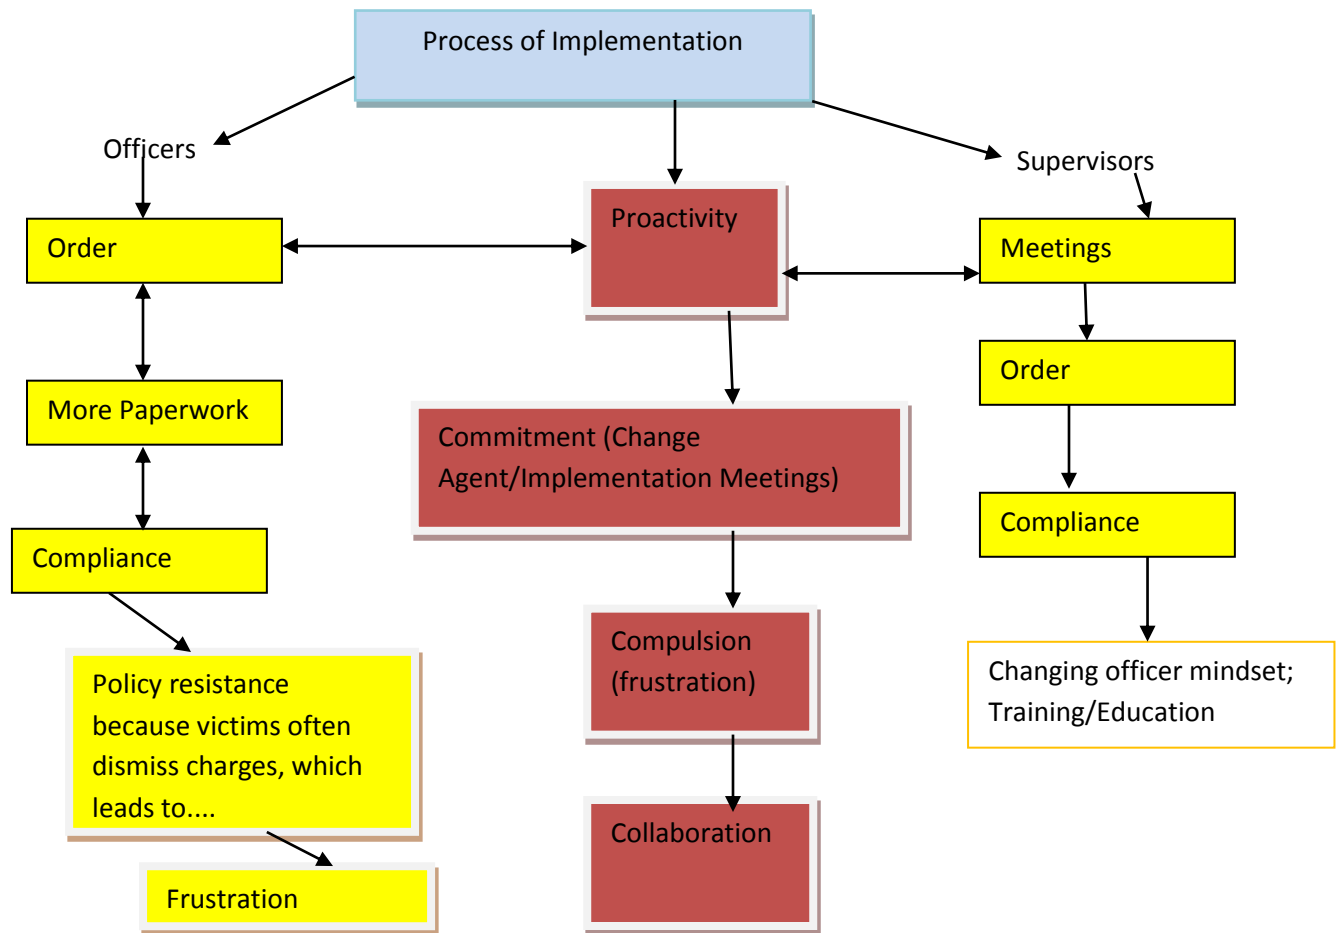 Process of Implementation
Officers
Supervisors
Order
Proactivity
Meetings
More Paperwork
Order
Commitment (Change
Agent/Implementation Meetings)
Compliance
Compliance
Policy resistance
because victims often
dismiss charges, which
leads to....
Compulsion
(frustration)
Changing officer mindset;
Training/Education
Collaboration
Frustration